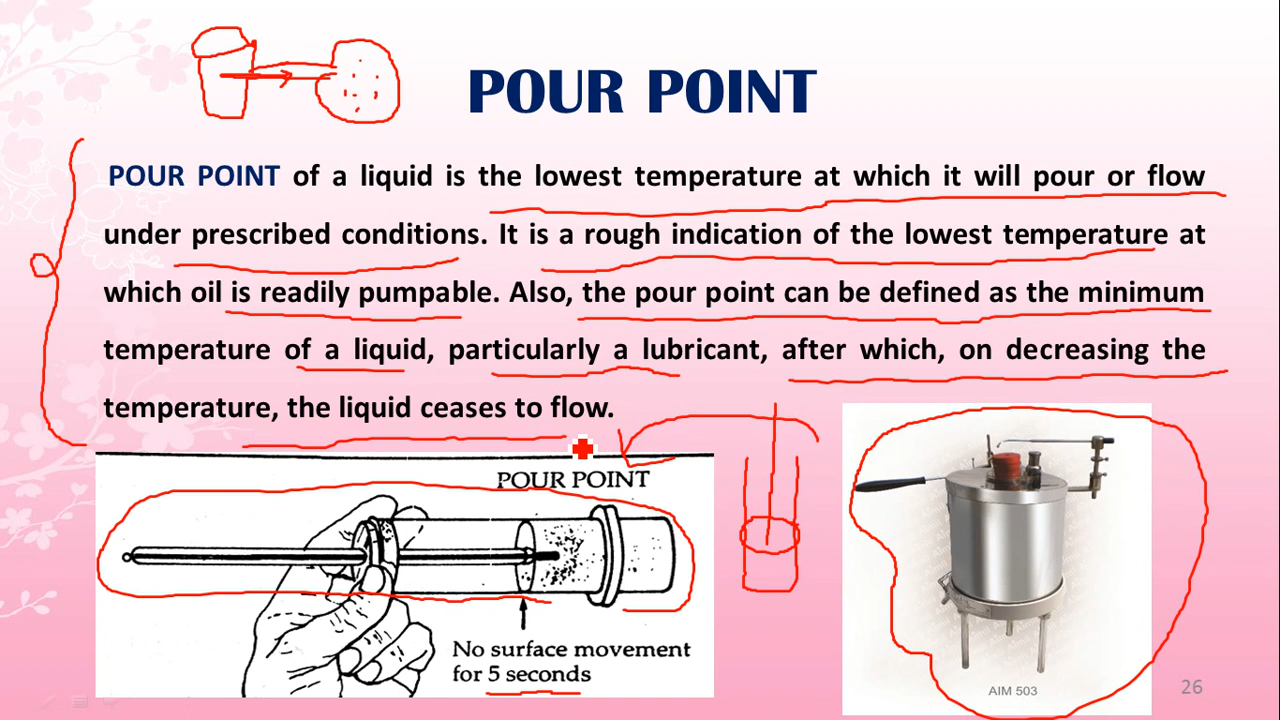 POUR POINT
POUR POINT of a liquid is the lowest temperature at which it will pour or flow
under prescribed conditions. It is a rough indication of the lowest temperature at
which oil is readily pumpable. Also, the pour point can be defined as the minimum
temperature of a liquid, particularly a lubricant, after which, on decreasing the
temperature, the liquid ceases to flow.
POUR POINT
No surface movement
for 5 seconds
AIM 503
26